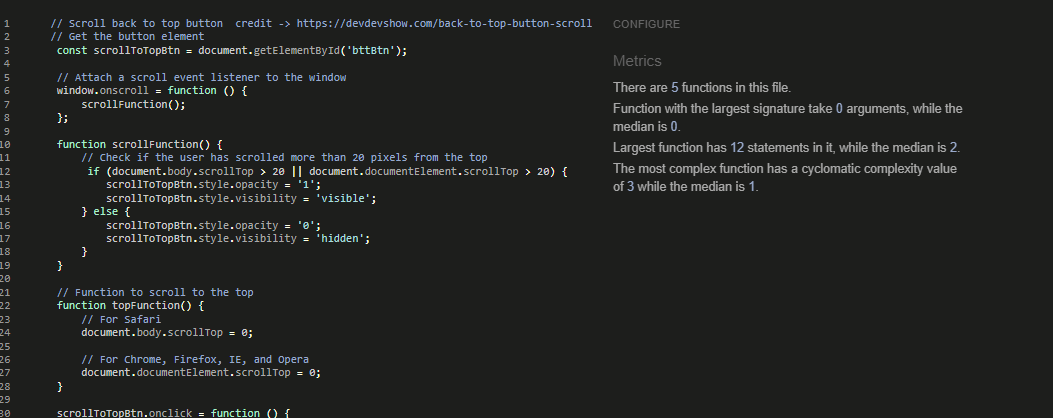 1 // Scroll back to top button  credit -> https://devdevshow.com/back-to-top-button-scroll
2 // Get the button element
3 const scrollToTopBtn = document.getElementById('bttBtn');
4
5 // Attach a scroll event listener to the window
6 window.onscroll = function () {
7 scrollFunction();
8 };
9
10 function scrollFunction() {
11 // Check if the user has scrolled more than 20 pixels from the top
12 if (document.body.scrollTop > 20 || document.documentElement.scrollTop > 20) {
13 scrollToTopBtn.style.opacity = '1';
14 scrollToTopBtn.style.visibility = 'visible';
15 } else {
16 scrollToTopBtn.style.opacity = '0';
17 scrollToTopBtn.style.visibility = 'hidden';
18 }
19 }
20
21 // Function to scroll to the top
22 function topFunction() {
23 // For Safari
24 document.body.scrollTop = 0;
25
26 // For Chrome, Firefox, IE, and Opera
27 document.documentElement.scrollTop = 0;
28 }
29
30 scrollToTopBtn.onclick = function () {
CONFIGURE
Metrics
There are 5 functions in this file.
Function with the largest signature take 0 arguments, while the
median is 0.
Largest function has 12 statements in it, while the median is 2.
The most complex function has a cyclomatic complexity value
of 3 while the median is 1.